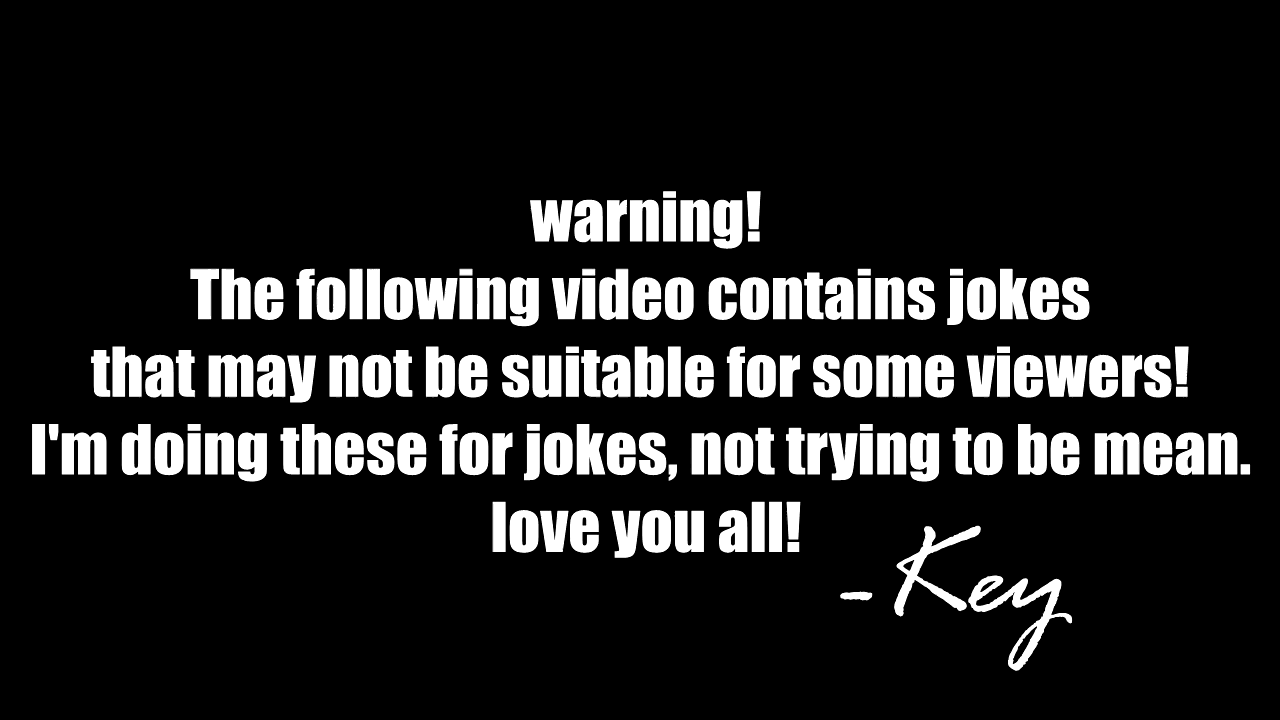 warning!
The following video contains jokes
that may not be suitable for some viewers!
I'm doing these for jokes, not trying to be mean.
love you all!
-Key